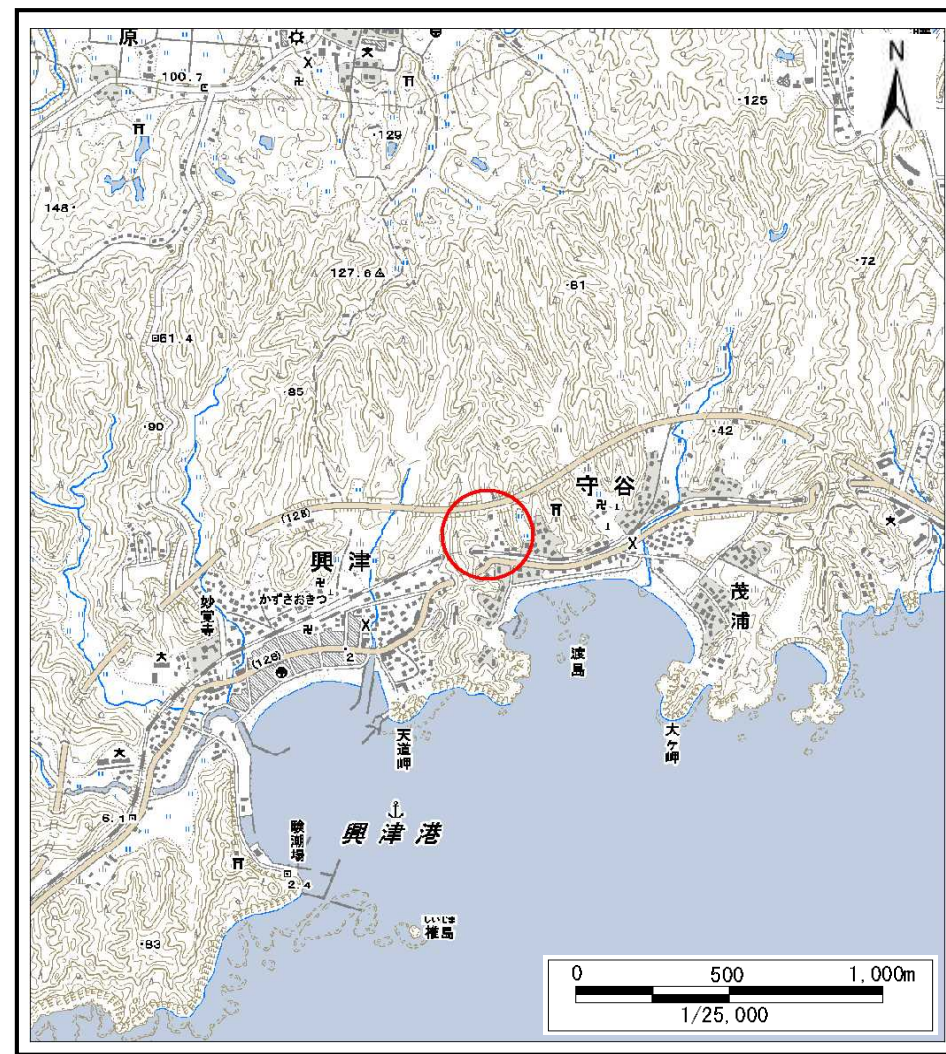 原
N
100.7
125
129
148
127.6
72
81
61.4
85
90
42
守谷
(128)
興津
茂浦
かずさおきつ
妙覚寺
(128)
2
渡島
大ケ岬
天道岬
興津港
6.1
験潮場
2.4
しいじま
椎島
83
0 500 1,000m
1/25,000